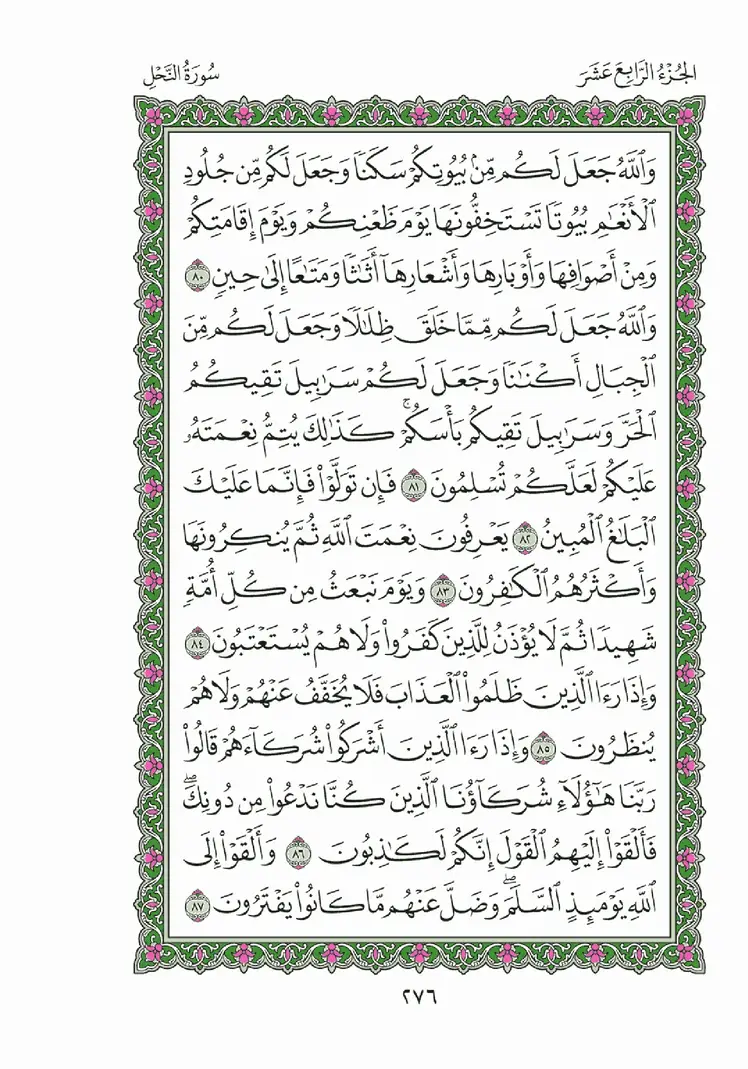 الجُزْءُ الرَّابِعَ عَشَرَ
سُورَةُ النَّحْلِ
وَٱللَّهُ جَعَلَ لَكُم مِّنۢ بُيُوتِكُمْ سَكَنًا وَجَعَلَ لَكُم مِّن جُلُودِ
ٱلْأَنْعَٰمِ بُيُوتًا تَسْتَخِفُّونَهَا يَوْمَ ظَعْنِكُمْ وَيَوْمَ إِقَامَتِكُمْ
وَمِنْ أَصْوَافِهَا وَأَوْبَارِهَا وَأَشْعَارِهَآ أَثَٰثًا وَمَتَٰعًا إِلَىٰ حِينٍ ٨٠
وَٱللَّهُ جَعَلَ لَكُم مِّمَّا خَلَقَ ظِلَٰلًا وَجَعَلَ لَكُم مِّنَ
ٱلْجِبَالِ أَكْنَٰنًا وَجَعَلَ لَكُمْ سَرَٰبِيلَ تَقِيكُمُ
ٱلْحَرَّ وَسَرَٰبِيلَ تَقِيكُم بَأْسَكُمْ ۚ كَذَٰلِكَ يُتِمُّ نِعْمَتَهُۥ
عَلَيْكُمْ لَعَلَّكُمْ تُسْلِمُونَ ٨١ فَإِن تَوَلَّوْا۟ فَإِنَّمَا عَلَيْكَ
ٱلْبَلَٰغُ ٱلْمُبِينُ ٨٢ يَعْرِفُونَ نِعْمَتَ ٱللَّهِ ثُمَّ يُنكِرُونَهَا
وَأَكْثَرُهُمُ ٱلْكَٰفِرُونَ ٨٣ وَيَوْمَ نَبْعَثُ مِن كُلِّ أُمَّةٍ
شَهِيدًا ثُمَّ لَا يُؤْذَنُ لِلَّذِينَ كَفَرُوا۟ وَلَا هُمْ يُسْتَعْتَبُونَ ٨٤
وَإِذَا رَءَا ٱلَّذِينَ ظَلَمُوا۟ ٱلْعَذَابَ فَلَا يُخَفَّفُ عَنْهُمْ وَلَا هُمْ
يُنظَرُونَ ٨٥ وَإِذَا رَءَا ٱلَّذِينَ أَشْرَكُوا۟ شُرَكَآءَهُمْ قَالُوا۟
رَبَّنَا هَٰٓؤُلَآءِ شُرَكَآؤُنَا ٱلَّذِينَ كُنَّا نَدْعُوا۟ مِن دُونِكَ ۖ
فَأَلْقَوْا۟ إِلَيْهِمُ ٱلْقَوْلَ إِنَّكُمْ لَكَٰذِبُونَ ٨٦ وَأَلْقَوْا۟ إِلَى
ٱللَّهِ يَوْمَئِذٍ ٱلسَّلَمَ ۖ وَضَلَّ عَنْهُم مَّا كَانُوا۟ يَفْتَرُونَ ٨٧
٢٧٦